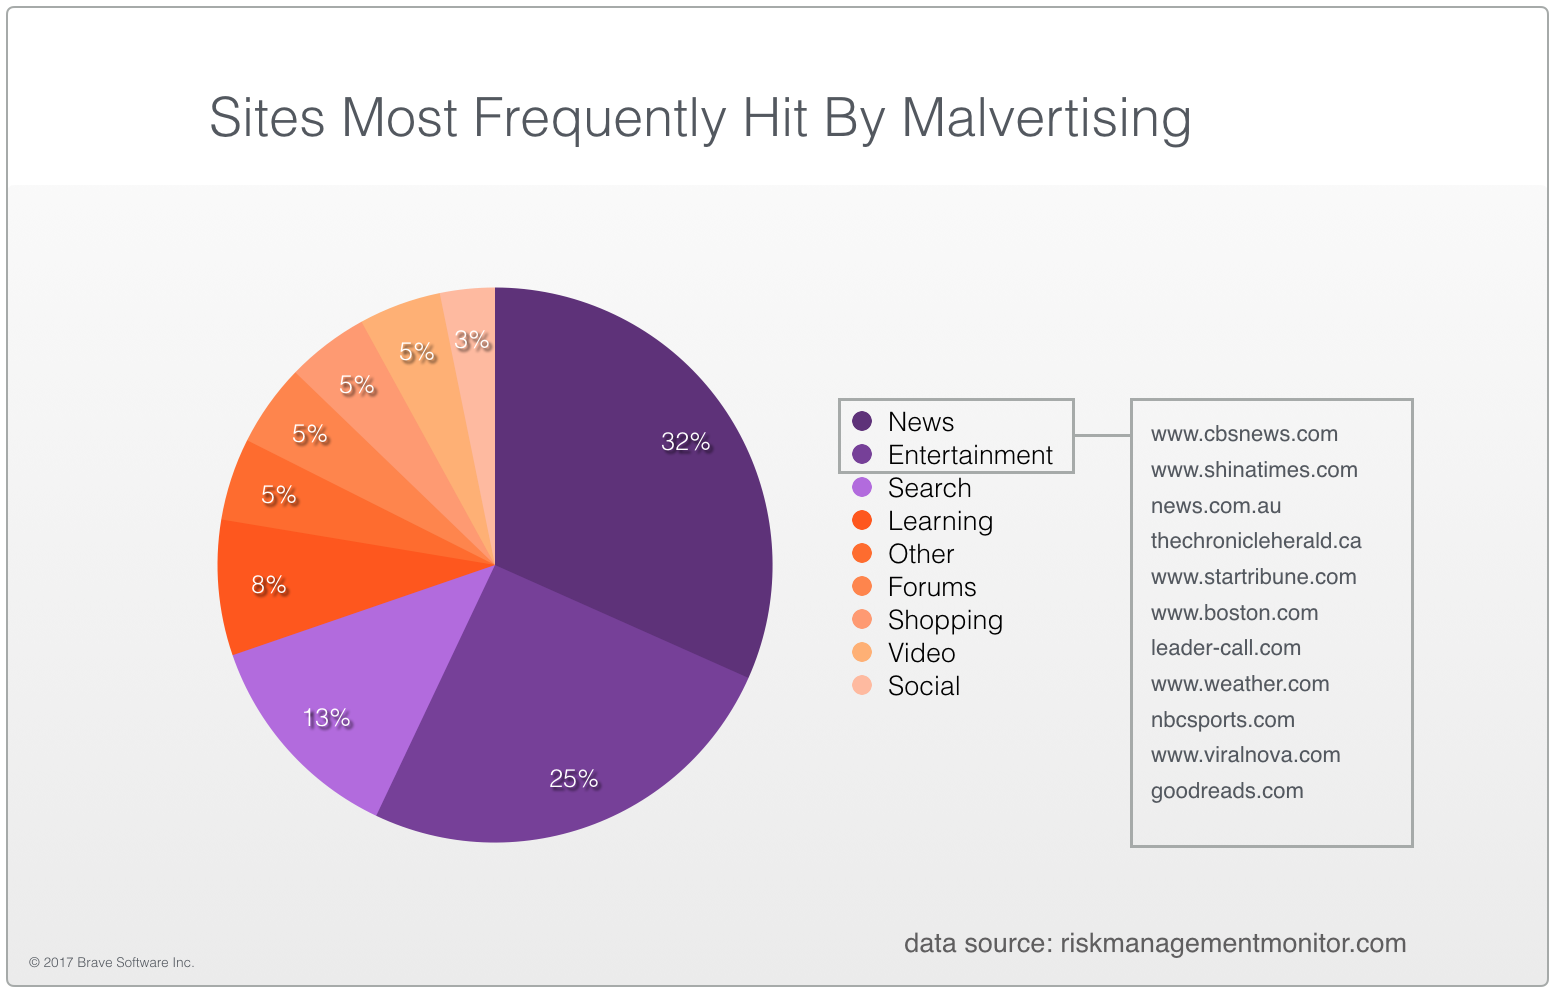 Sites Most Frequently Hit By Malvertising
3%
5%
5%
5%
5%
8%
13%
25%
32%
News
Entertainment
Search
Learning
Other
Forums
Shopping
Video
Social
www.cbsnews.com
www.shinatimes.com
news.com.au
thechronicleherald.ca
www.startribune.com
www.boston.com
leader-call.com
www.weather.com
nbcsports.com
www.viralnova.com
goodreads.com
data source: riskmanagementmonitor.com
© 2017 Brave Software Inc.